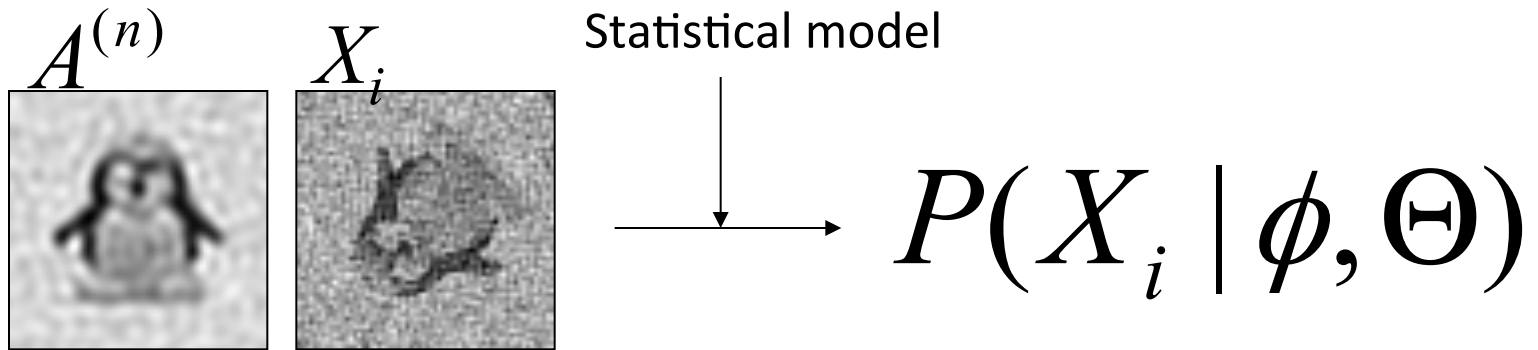 A^(n) X_i Statistical model
P(X_i | ϕ, Θ)